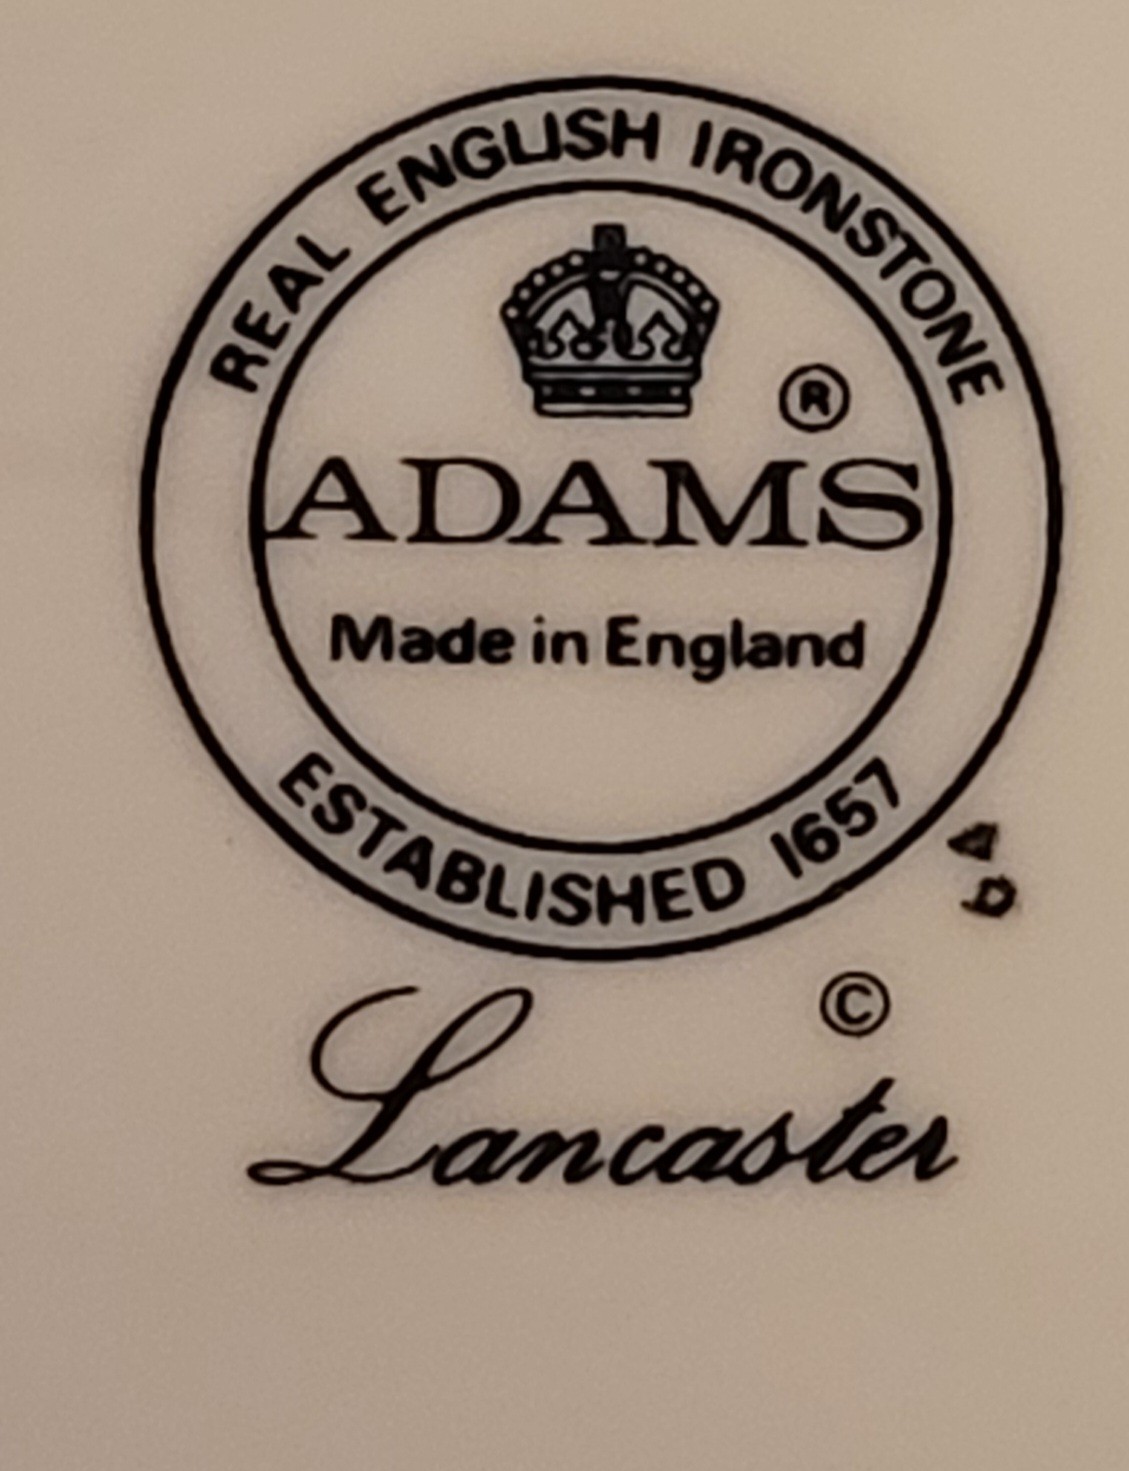 REAL ENGLISH IRONSTONE
®
ADAMS
Made in England
ESTABLISHED 1657
©
Lancaster